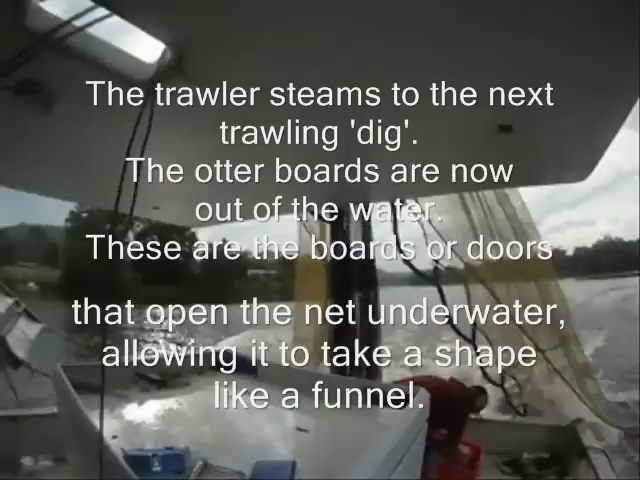 The trawler steams to the next
trawling 'dig'.
The otter boards are now
out of the water.
These are the boards or doors
that open the net underwater,
allowing it to take a shape
like a funnel.